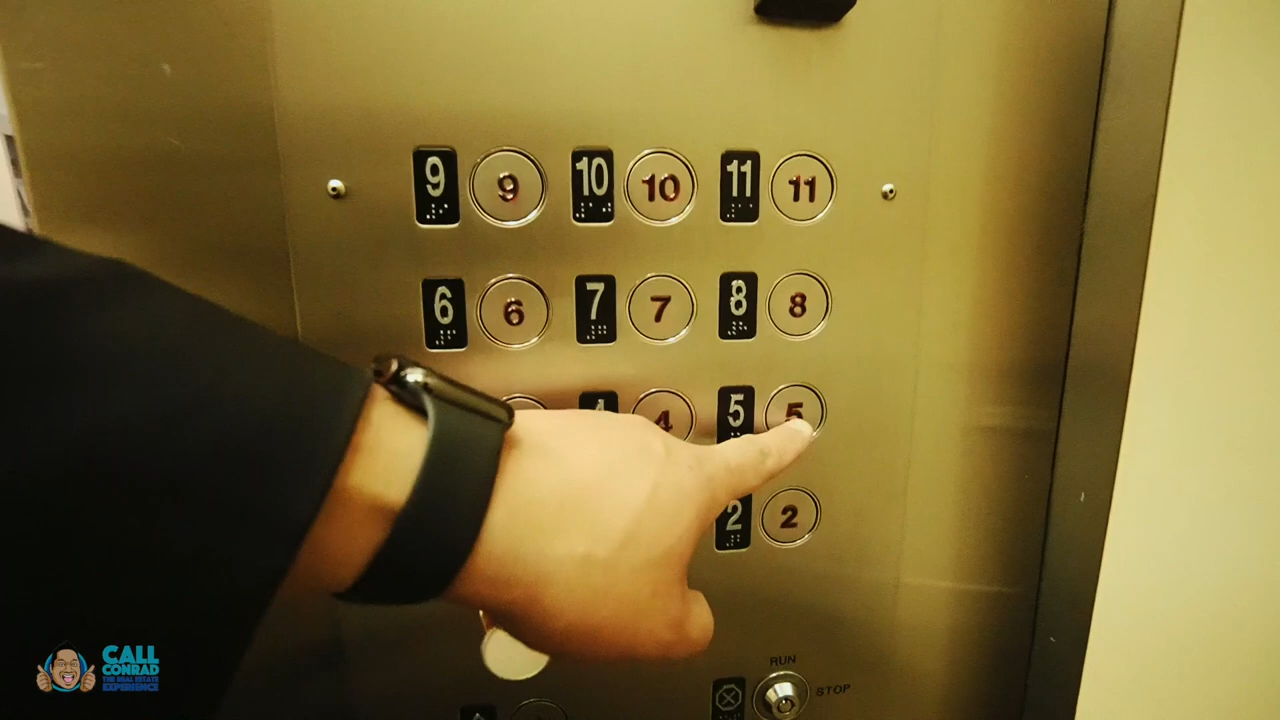 9 9 10 10 11 11
6 6 7 7 8 8
4 5 5
2 2
RUN
STOP
CALL
CONRAD
THE REAL ESTATE
EXPERIENCE